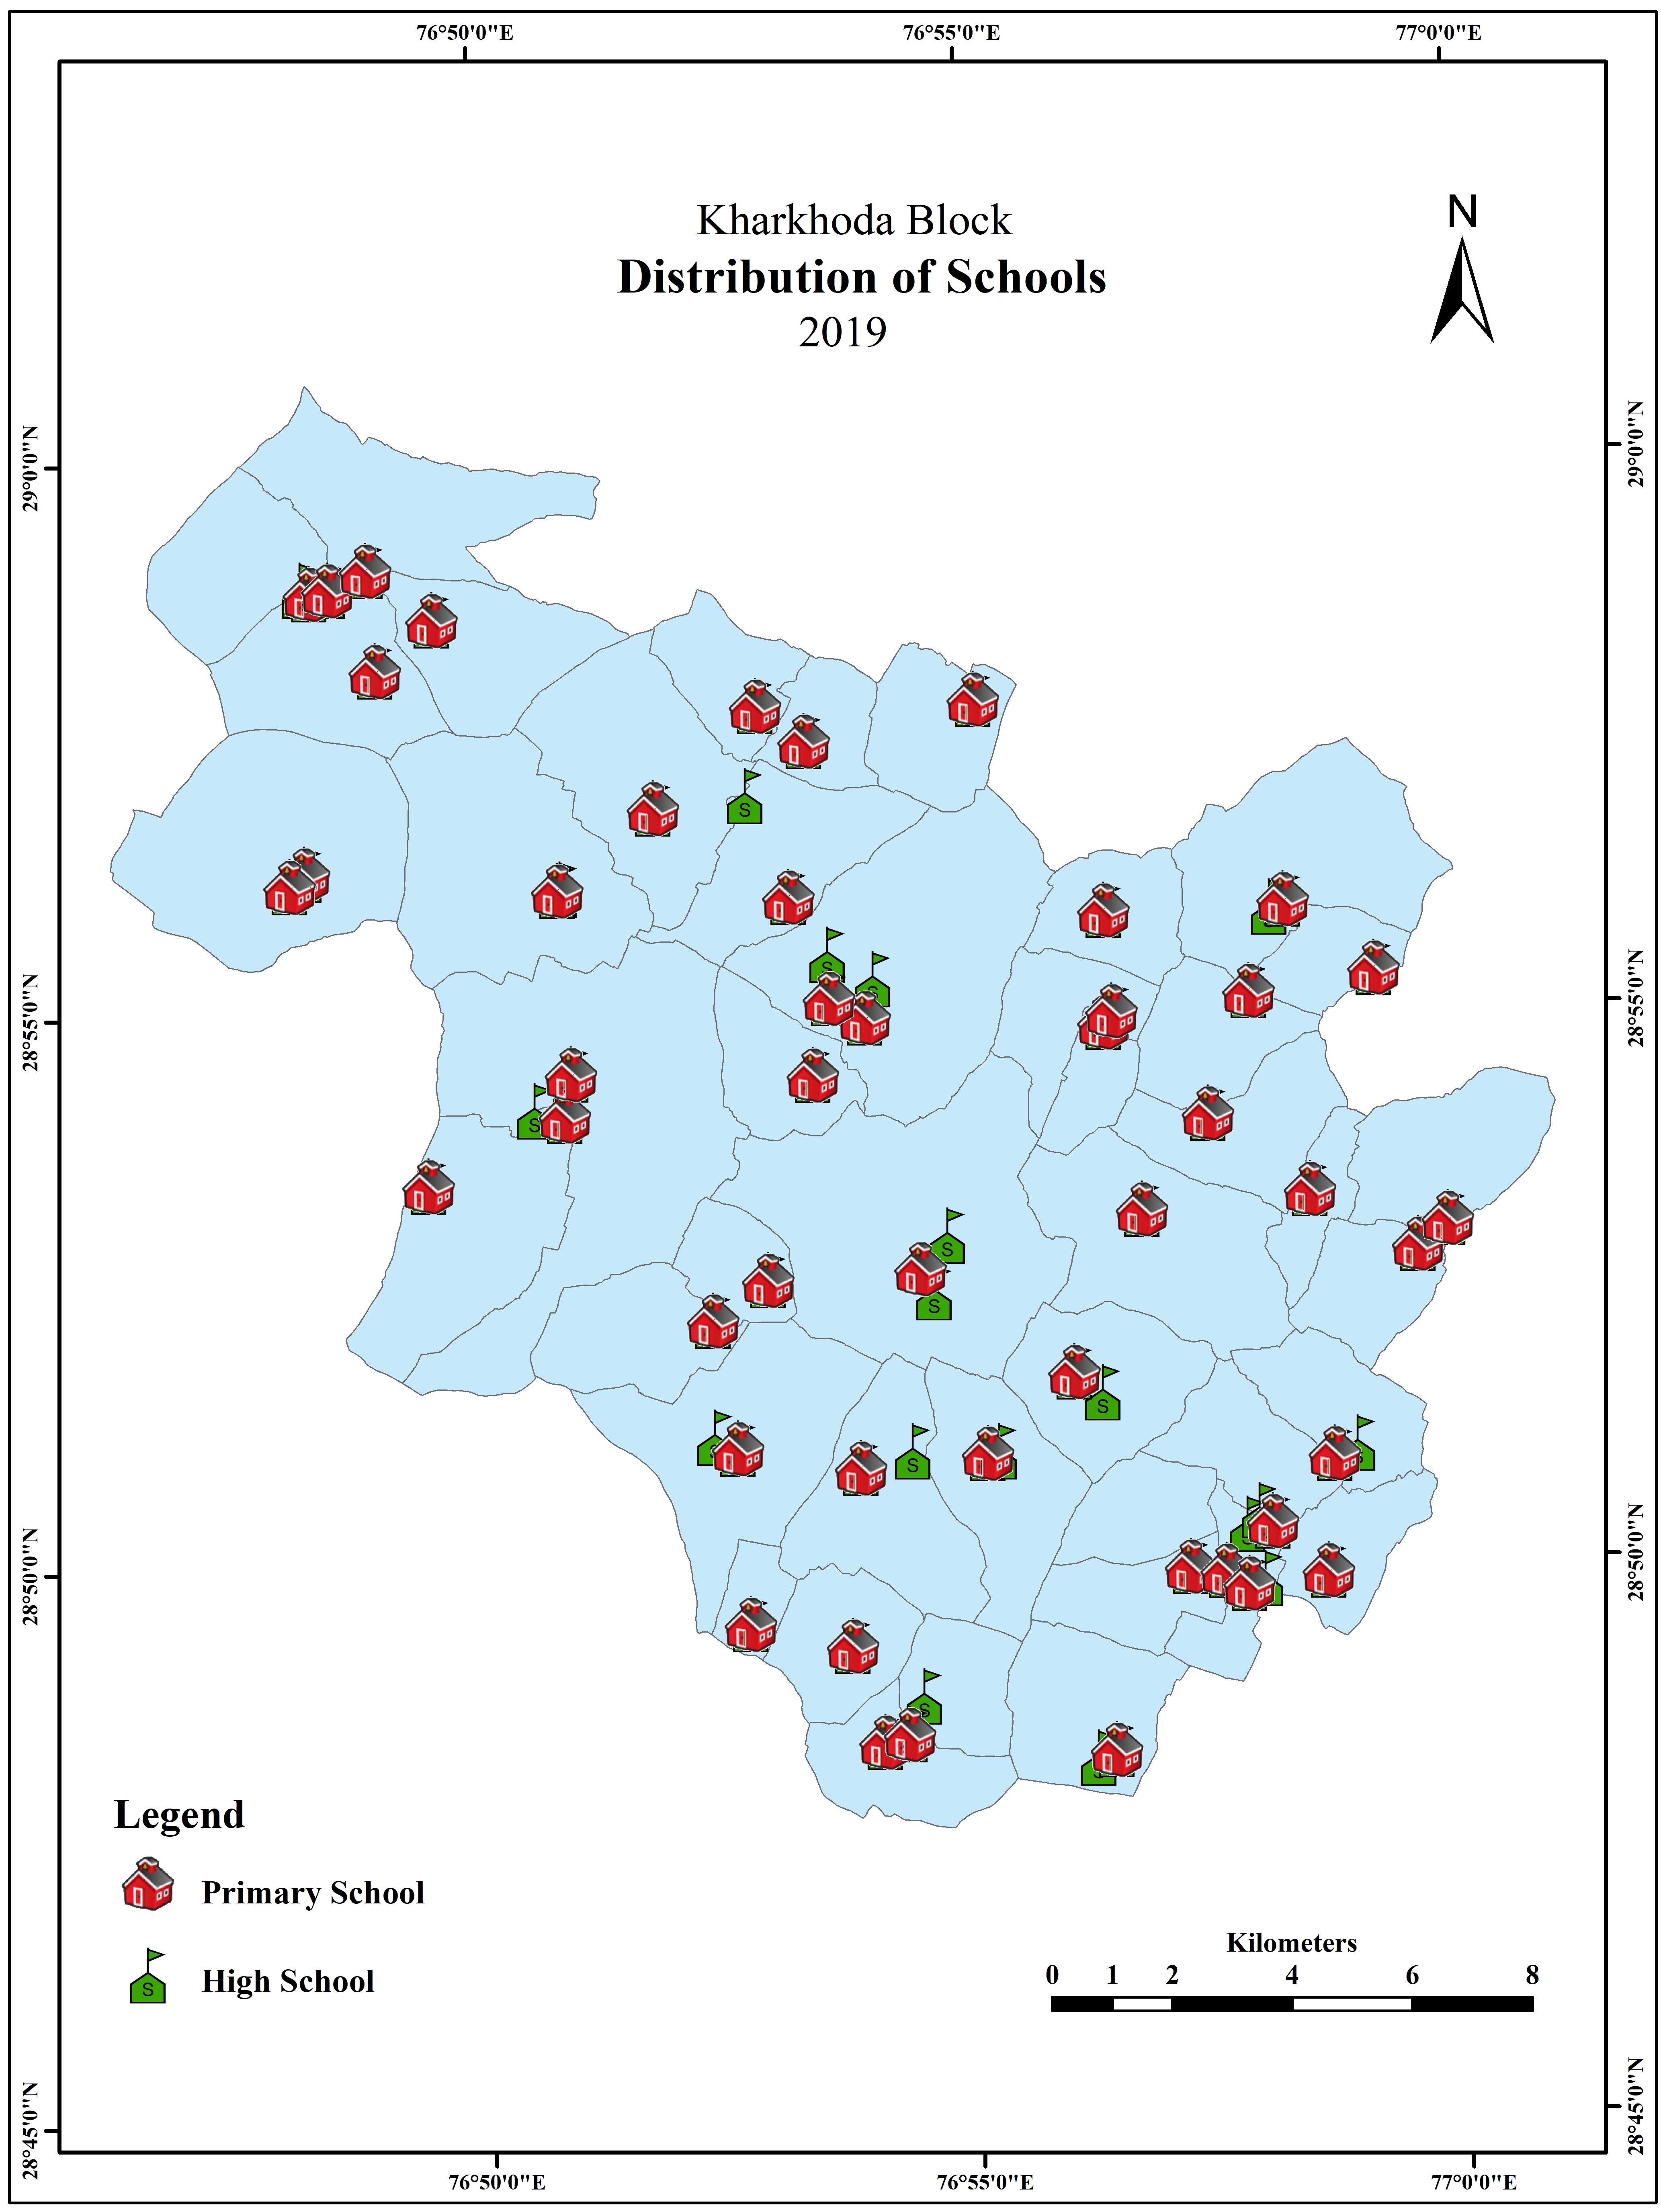 76°50'0"E 76°55'0"E 77°0'0"E
N
Kharkhoda Block
Distribution of Schools
2019
29°0'0"N 29°0'0"N
28°55'0"N 28°55'0"N
28°50'0"N 28°50'0"N
28°45'0"N 28°45'0"N
S
S
S
S
S
S
S
S
S
S
S
S
Legend
Primary School
S High School
Kilometers
0 1 2 4 6 8
76°50'0"E 76°55'0"E 77°0'0"E